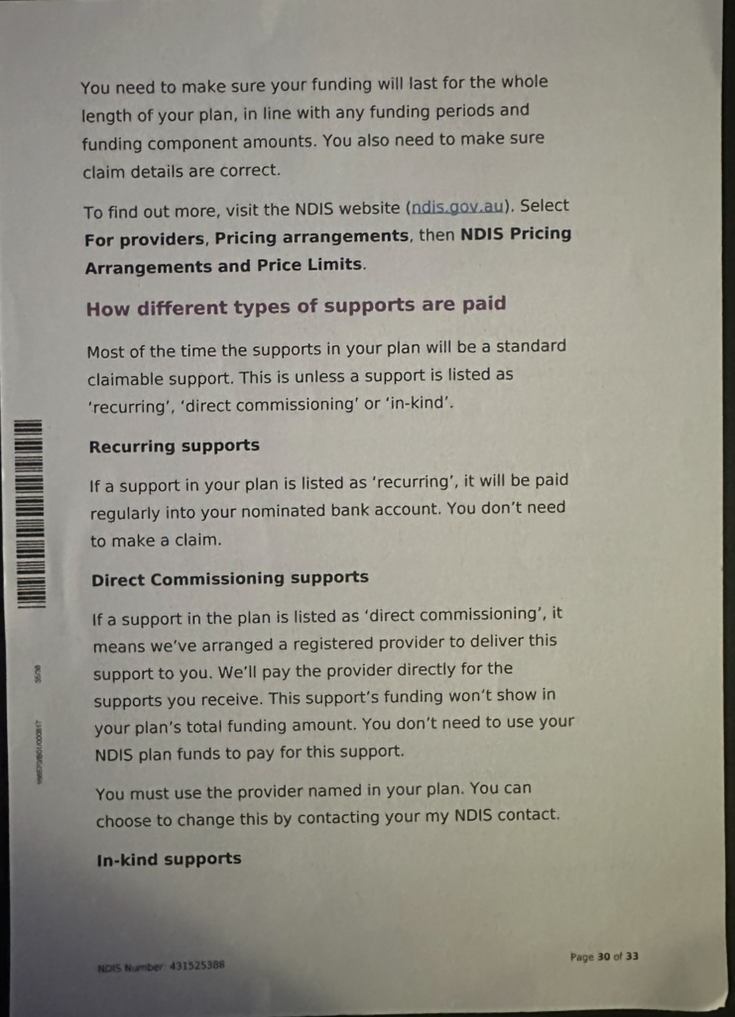 You need to make sure your funding will last for the whole
length of your plan, in line with any funding periods and
funding component amounts. You also need to make sure
claim details are correct.
To find out more, visit the NDIS website (ndis.gov.au). Select
For providers, Pricing arrangements, then NDIS Pricing
Arrangements and Price Limits.
How different types of supports are paid
Most of the time the supports in your plan will be a standard
claimable support. This is unless a support is listed as
‘recurring’, ‘direct commissioning’ or ‘in-kind’.
Recurring supports
If a support in your plan is listed as ‘recurring’, it will be paid
regularly into your nominated bank account. You don’t need
to make a claim.
Direct Commissioning supports
If a support in the plan is listed as ‘direct commissioning’, it
means we’ve arranged a registered provider to deliver this
support to you. We’ll pay the provider directly for the
supports you receive. This support’s funding won’t show in
your plan’s total funding amount. You don’t need to use your
NDIS plan funds to pay for this support.
You must use the provider named in your plan. You can
choose to change this by contacting your my NDIS contact.
In-kind supports
NDIS Number: 431525388
Page 30 of 33